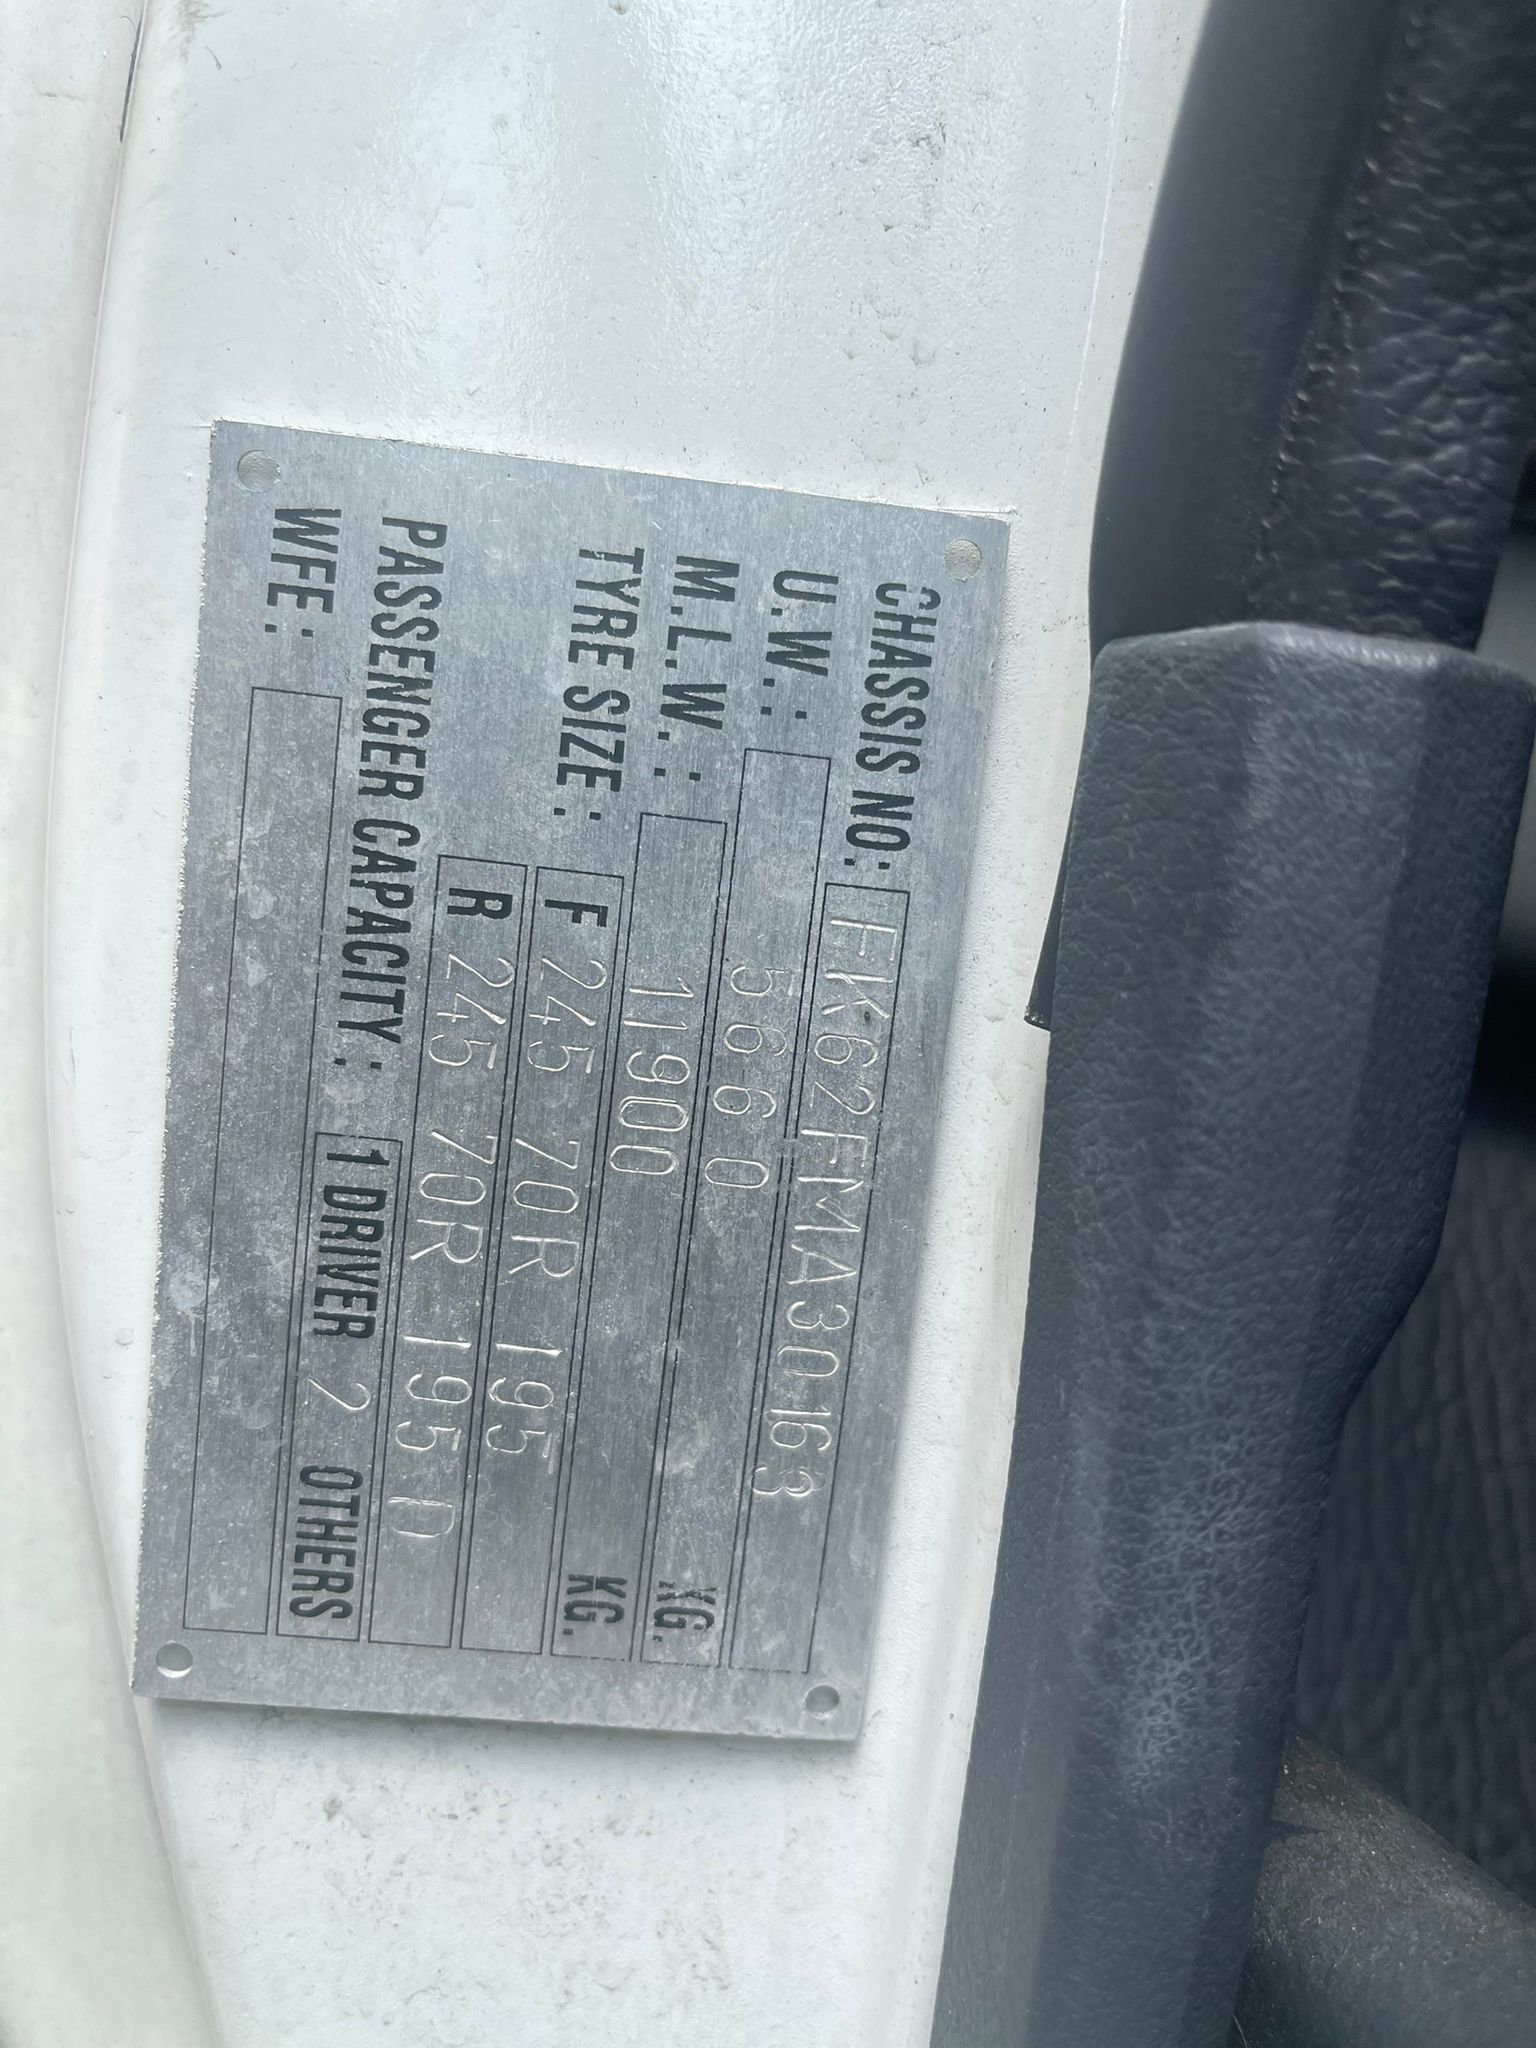 CHASSIS NO: FK62FMA30163
U.W.: 5660 KG.
M.L.W.: 11900 KG.
TYRE SIZE: F 245 70R 195
R 245 70R-195 D
PASSENGER CAPACITY: 1 DRIVER 2 OTHERS
WFE: